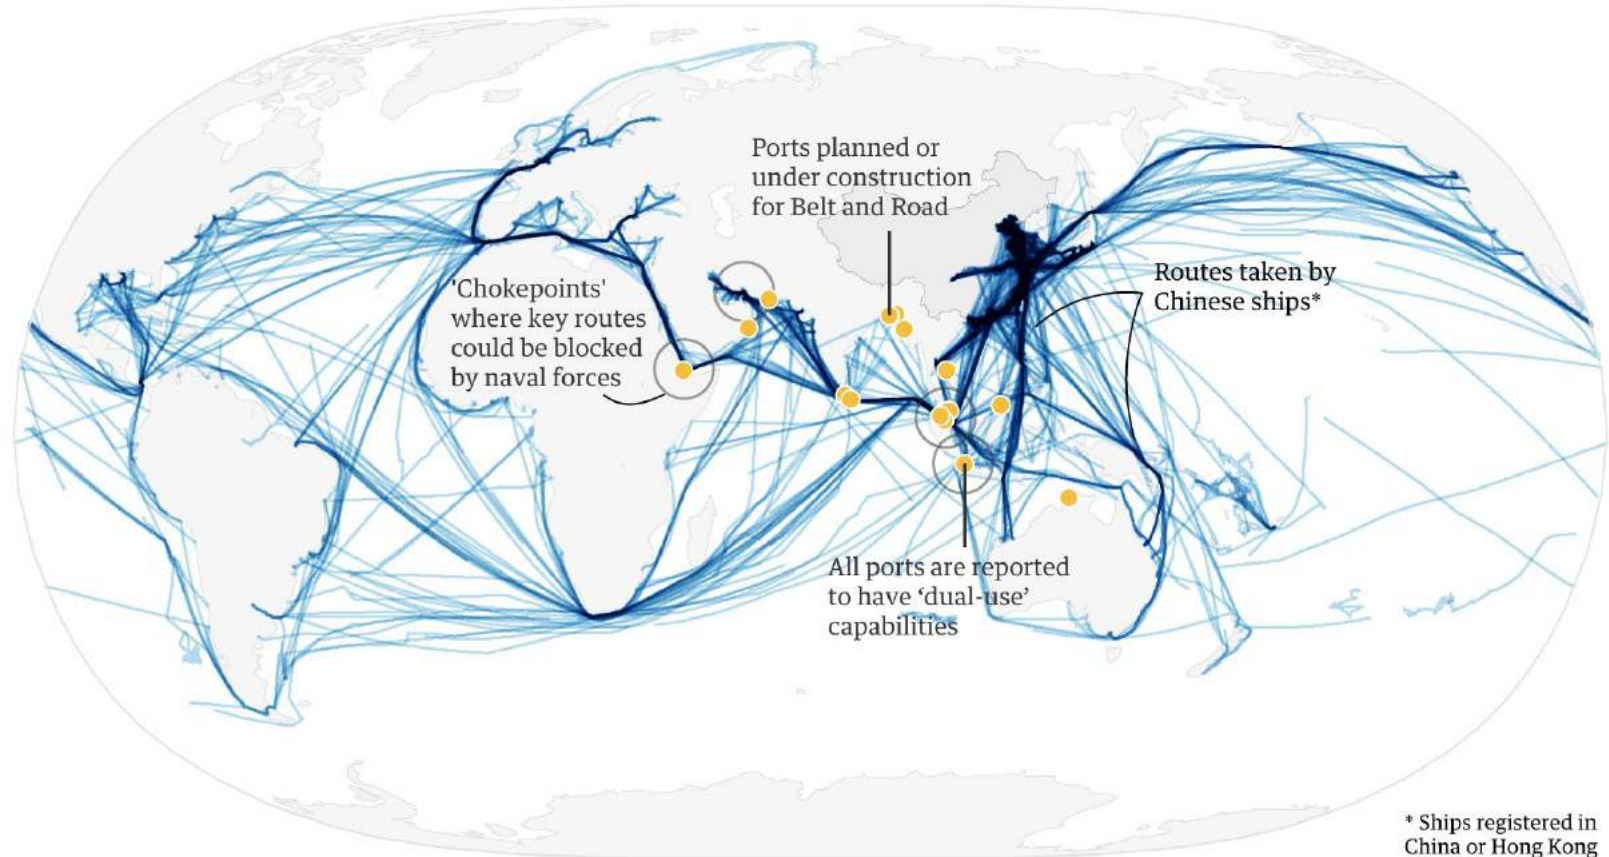 Ports planned or
under construction
for Belt and Road
'Chokepoints'
where key routes
could be blocked
by naval forces
Routes taken by
Chinese ships*
All ports are reported
to have ‘dual-use’
capabilities
* Ships registered in
China or Hong Kong